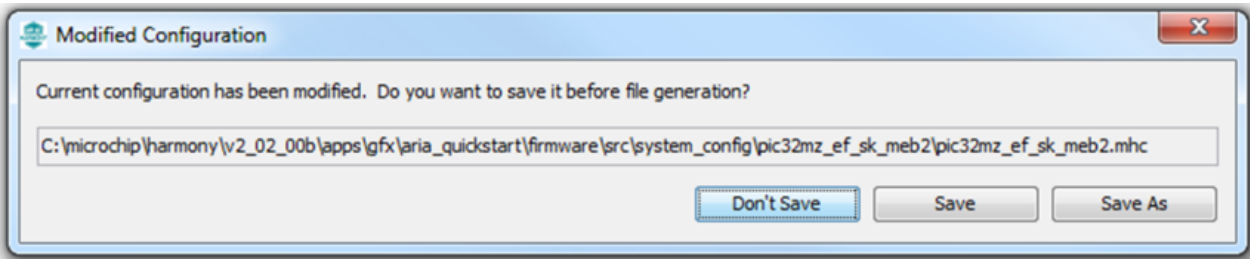 Modified Configuration
Current configuration has been modified. Do you want to save it before file generation?
C:\microchip\harmony\v2_02_00b\apps\gfx\aria_quickstart\firmware\src\system_config\pic32mz_ef_sk_meb2\pic32mz_ef_sk_meb2.mhc
Don't Save Save Save As